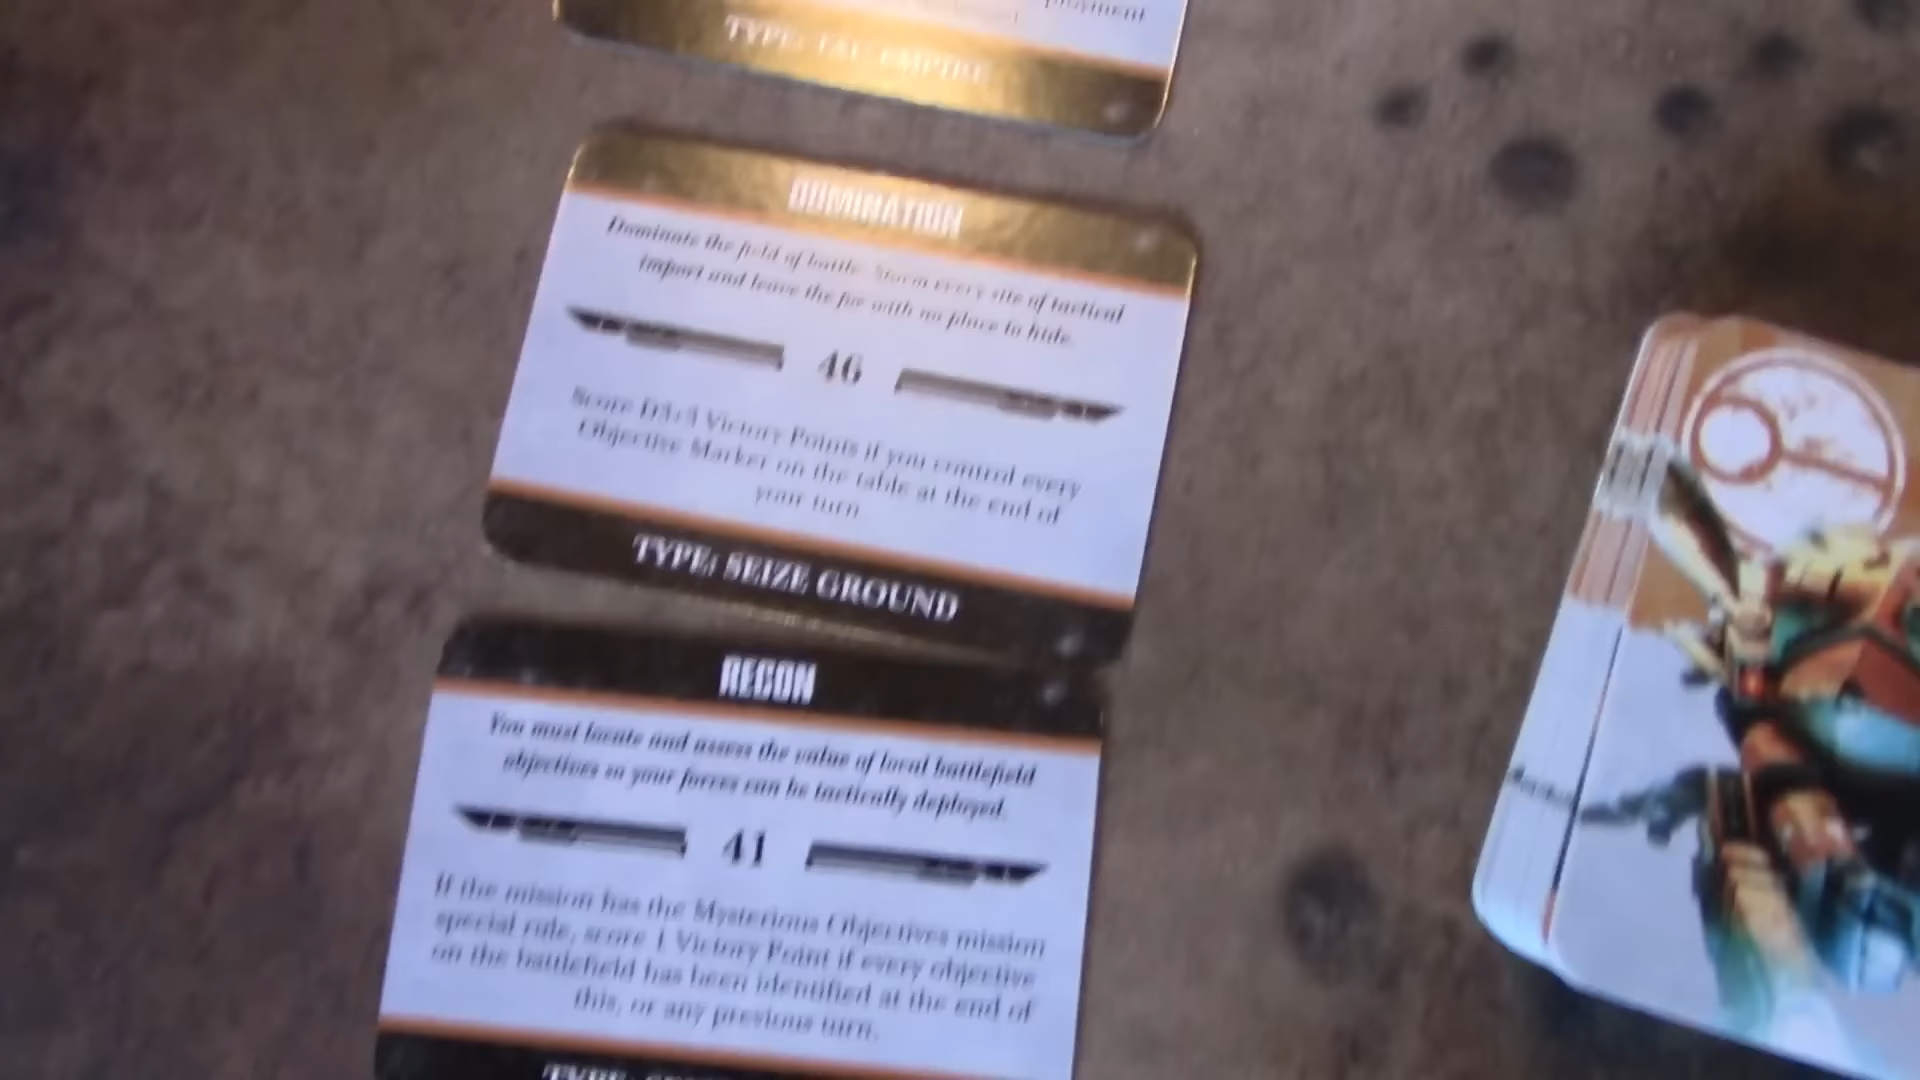 TYPE: TAU EMPIRE
DOMINATION
Dominate the field of battle. Storm every site of tactical
import and leave the foe with no place to hide.
46
Score D3+3 Victory Points if you control every
Objective Marker on the table at the end of
your turn
TYPE: SEIZE GROUND
RECON
You must locate and assess the value of local battlefield
objectives so your forces can be tactically deployed.
41
If the mission has the Mysterious Objectives mission
special rule, score 1 Victory Point if every objective
on the battlefield has been identified at the end of
this, or any previous turn.
TYPE: